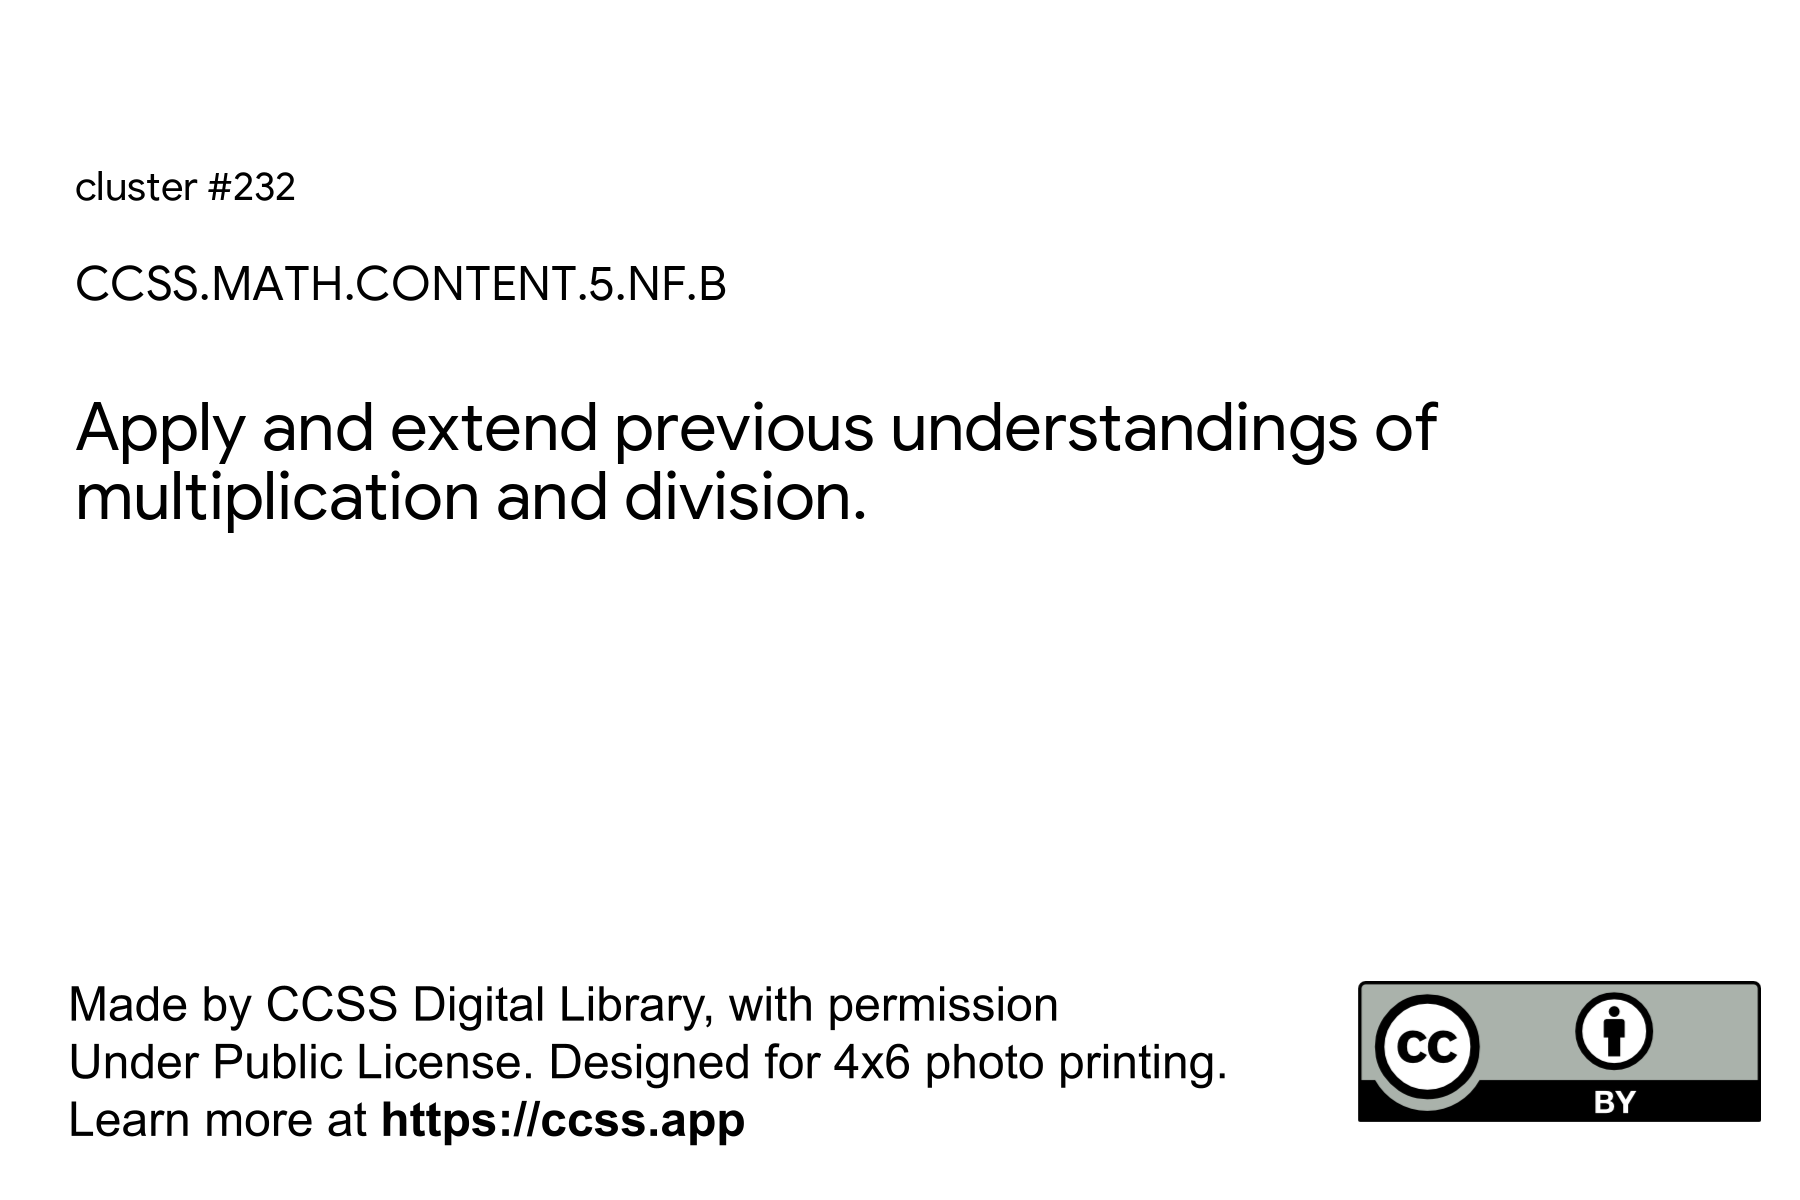 cluster #232
CCSS.MATH.CONTENT.5.NF.B
Apply and extend previous understandings of
multiplication and division.
Made by CCSS Digital Library, with permission
Under Public License. Designed for 4x6 photo printing.
Learn more at https://ccss.app
cc
BY